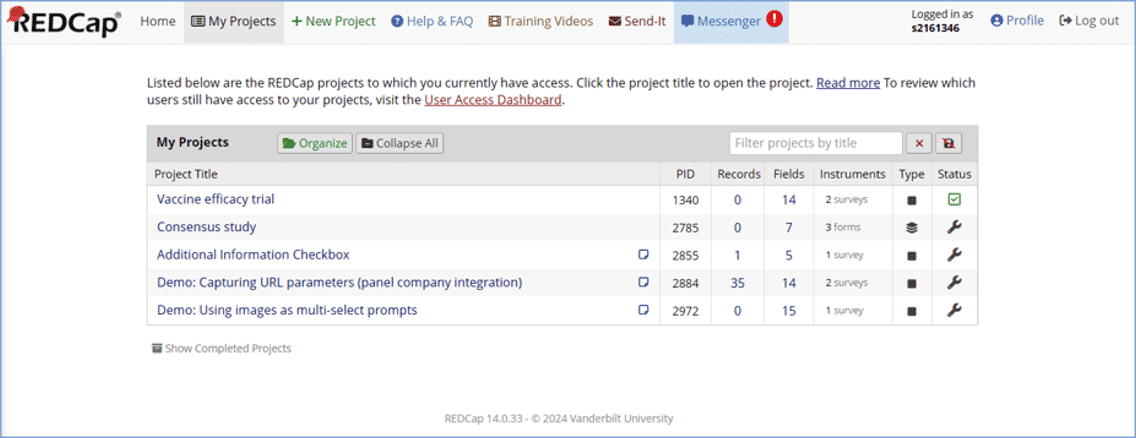 REDCap® Home My Projects + New Project Help & FAQ Training Videos Send-It Messenger Logged in as s2161346 Profile Log out
Listed below are the REDCap projects to which you currently have access. Click the project title to open the project. Read more To review which
users still have access to your projects, visit the User Access Dashboard.
My Projects Organize Collapse All Filter projects by title
Project Title PID Records Fields Instruments Type Status
Vaccine efficacy trial 1340 0 14 2 surveys
Consensus study 2785 0 7 3 forms
Additional Information Checkbox 2855 1 5 1 survey
Demo: Capturing URL parameters (panel company integration) 2884 35 14 2 surveys
Demo: Using images as multi-select prompts 2972 0 15 1 survey
Show Completed Projects
REDCap 14.0.33 - © 2024 Vanderbilt University